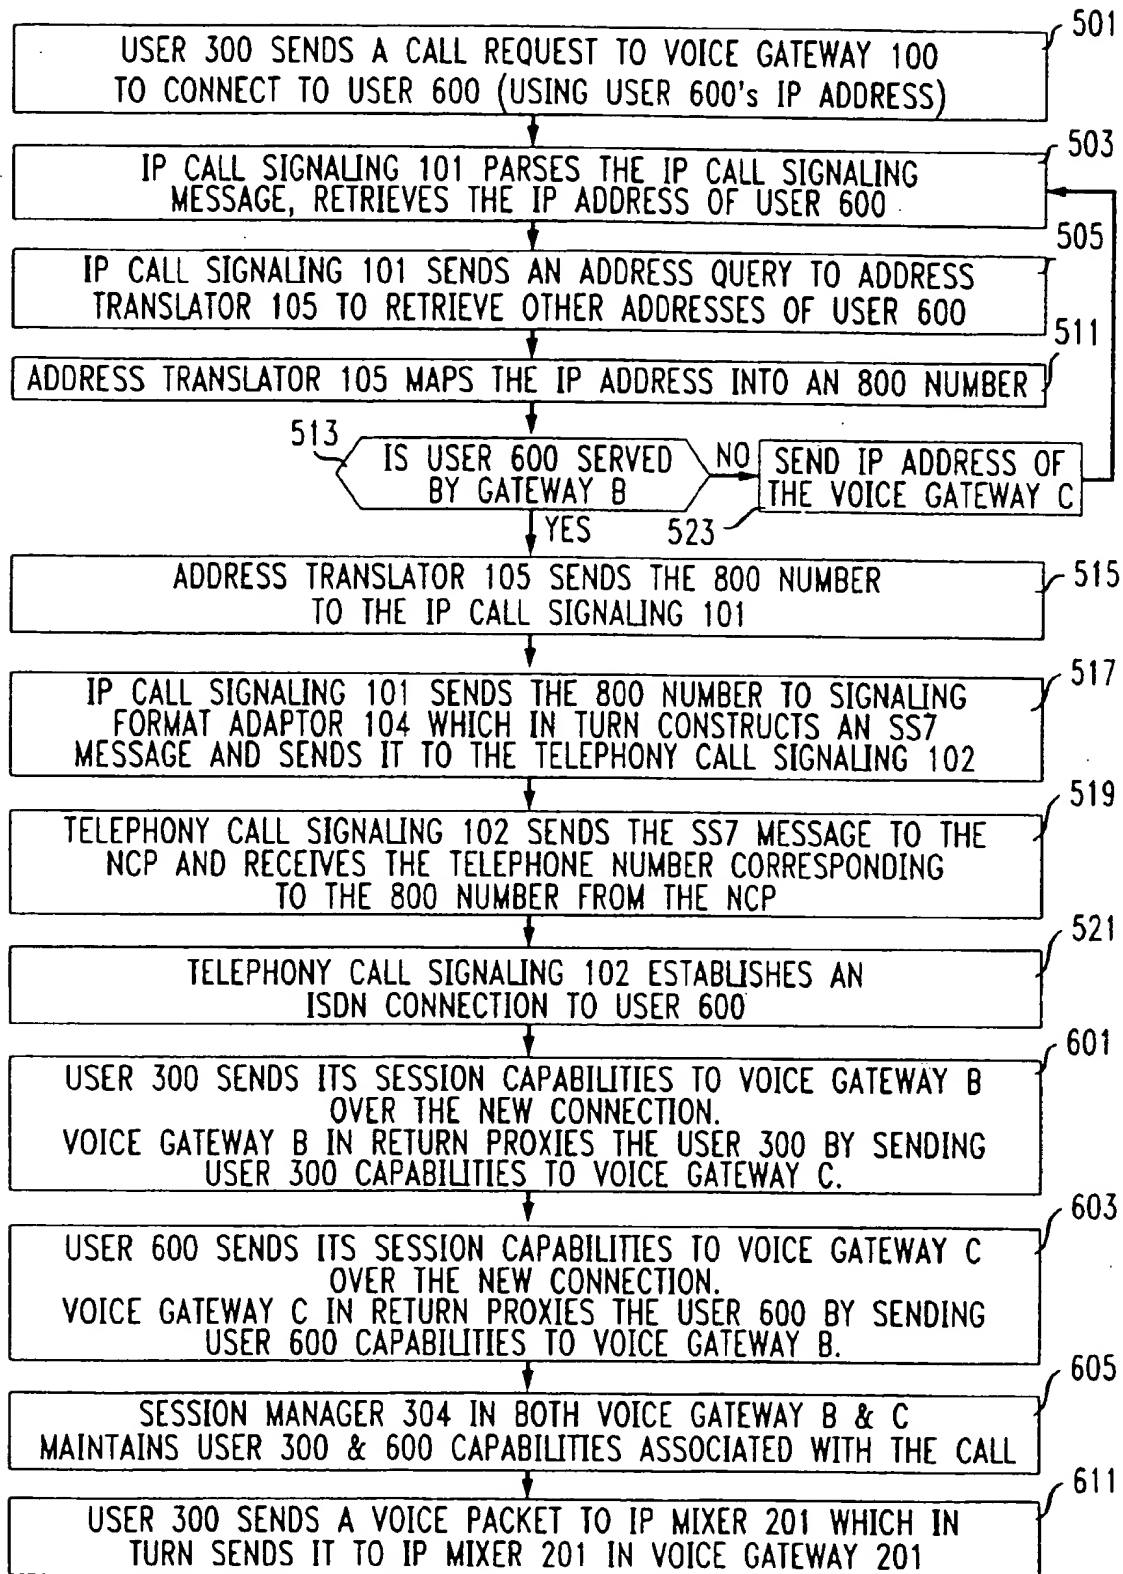 501
USER 300 SENDS A CALL REQUEST TO VOICE GATEWAY 100
TO CONNECT TO USER 600 (USING USER 600's IP ADDRESS)
503
IP CALL SIGNALING 101 PARSES THE IP CALL SIGNALING
MESSAGE, RETRIEVES THE IP ADDRESS OF USER 600
505
IP CALL SIGNALING 101 SENDS AN ADDRESS QUERY TO ADDRESS
TRANSLATOR 105 TO RETRIEVE OTHER ADDRESSES OF USER 600
511
ADDRESS TRANSLATOR 105 MAPS THE IP ADDRESS INTO AN 800 NUMBER
513
IS USER 600 SERVED
BY GATEWAY B
NO
SEND IP ADDRESS OF
THE VOICE GATEWAY C
523
YES
515
ADDRESS TRANSLATOR 105 SENDS THE 800 NUMBER
TO THE IP CALL SIGNALING 101
517
IP CALL SIGNALING 101 SENDS THE 800 NUMBER TO SIGNALING
FORMAT ADAPTOR 104 WHICH IN TURN CONSTRUCTS AN SS7
MESSAGE AND SENDS IT TO THE TELEPHONY CALL SIGNALING 102
519
TELEPHONY CALL SIGNALING 102 SENDS THE SS7 MESSAGE TO THE
NCP AND RECEIVES THE TELEPHONE NUMBER CORRESPONDING
TO THE 800 NUMBER FROM THE NCP
521
TELEPHONY CALL SIGNALING 102 ESTABLISHES AN
ISDN CONNECTION TO USER 600
601
USER 300 SENDS ITS SESSION CAPABILITIES TO VOICE GATEWAY B
OVER THE NEW CONNECTION.
VOICE GATEWAY B IN RETURN PROXIES THE USER 300 BY SENDING
USER 300 CAPABILITIES TO VOICE GATEWAY C.
603
USER 600 SENDS ITS SESSION CAPABILITIES TO VOICE GATEWAY C
OVER THE NEW CONNECTION.
VOICE GATEWAY C IN RETURN PROXIES THE USER 600 BY SENDING
USER 600 CAPABILITIES TO VOICE GATEWAY B.
605
SESSION MANAGER 304 IN BOTH VOICE GATEWAY B & C
MAINTAINS USER 300 & 600 CAPABILITIES ASSOCIATED WITH THE CALL
611
USER 300 SENDS A VOICE PACKET TO IP MIXER 201 WHICH IN
TURN SENDS IT TO IP MIXER 201 IN VOICE GATEWAY 201